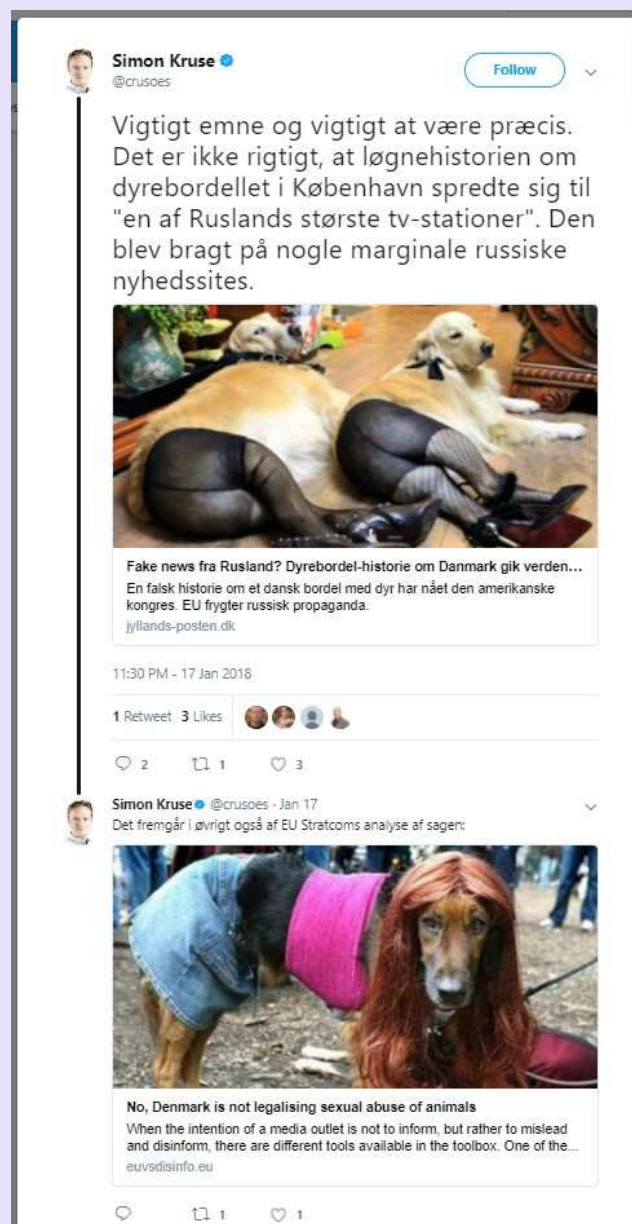 Simon Kruse
@crusoes
Follow
Vigtigt emne og vigtigt at være præcis.
Det er ikke rigtigt, at løgnehistorien om
dyrebordellet i København spredte sig til
"en af Ruslands største tv-stationer". Den
blev bragt på nogle marginale russiske
nyhedssites.
Fake news fra Rusland? Dyrebordel-historie om Danmark gik verden...
En falsk historie om et dansk bordel med dyr har nået den amerikanske
kongres. EU frygter russisk propaganda.
jyllands-posten.dk
11:30 PM - 17 Jan 2018
1 Retweet 3 Likes
2 1 3
Simon Kruse @crusoes · Jan 17
Det fremgår i øvrigt også af EU Stratcoms analyse af sagen:
No, Denmark is not legalising sexual abuse of animals
When the intention of a media outlet is not to inform, but rather to mislead
and disinform, there are different tools available in the toolbox. One of the...
euvsdisinfo.eu
1 1